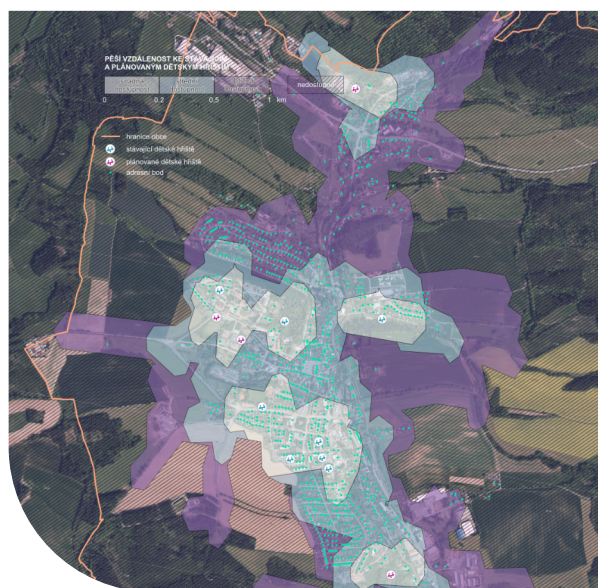 PĚŠÍ VZDÁLENOST KE STÁVAJÍCÍM
A PLÁNOVANÝM DĚTSKÝM HŘIŠTÍM
nedostupné
0 0.2 0.5 1 km
hranice obce
stávající dětské hřiště
plánované dětské hřiště
adresní bod